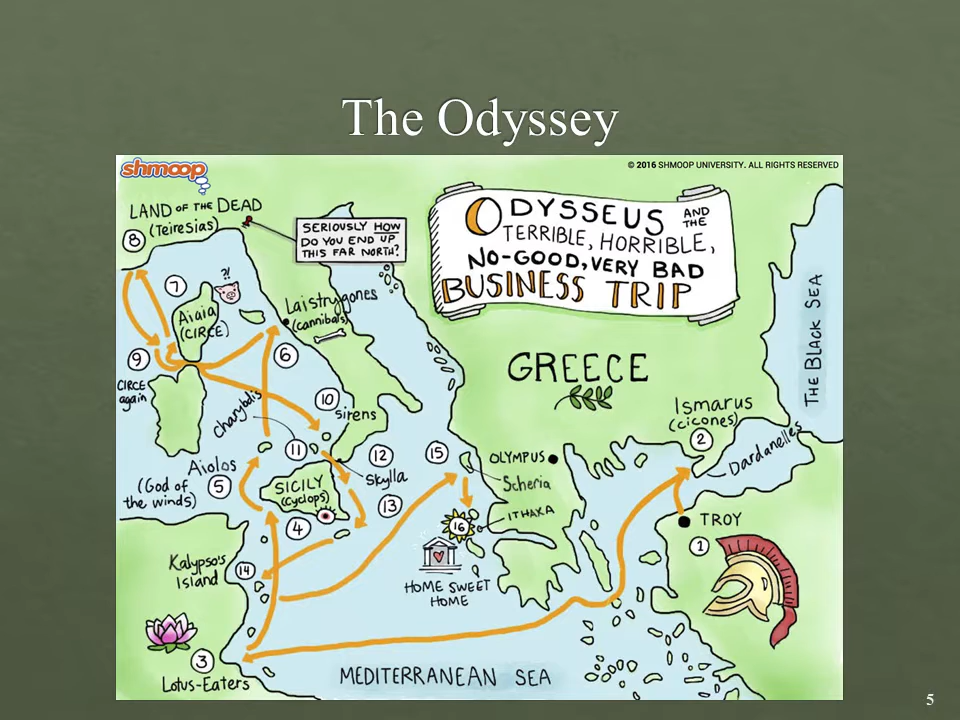 The Odyssey
shmoop
© 2016 SHMOOP UNIVERSITY. ALL RIGHTS RESERVED
LAND OF THE DEAD
(Teiresias)
8
SERIOUSLY HOW
DO YOU END UP
THIS FAR NORTH?
ODYSSEUS AND THE
TERRIBLE, HORRIBLE,
NO-GOOD, VERY BAD
BUSINESS TRIP
7
?!
Aiaia
(CIRCE)
Laistrygones
(cannibals)
6
9
CIRCE
again
GREECE
THE BLACK SEA
10
Sirens
Charybdis
11
Ismarus
(cicones)
2
Dardanelles
Aiolos
(God of
the winds)
5
SICILY
(Cyclops)
4
12
Skylla
13
15
OLYMPUS
Scheria
ITHAXA
16
HOME SWEET
HOME
TROY
1
Kalypso's
Island
14
3
Lotus-Eaters
MEDITERRANEAN SEA
5